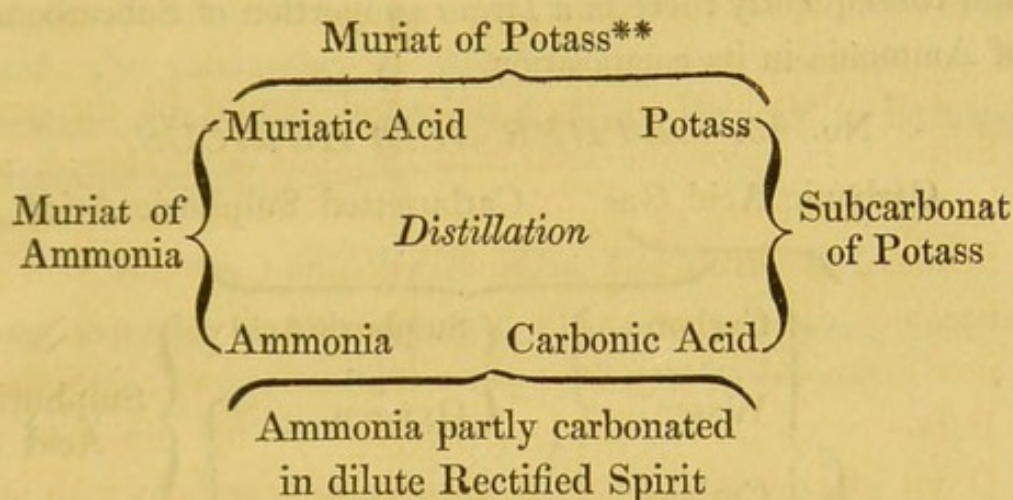 Muriat of Potass**
Muriatic Acid Potass
Muriat of
Ammonia
Distillation
Subcarbonat
of Potass
Ammonia Carbonic Acid
Ammonia partly carbonated
in dilute Rectified Spirit